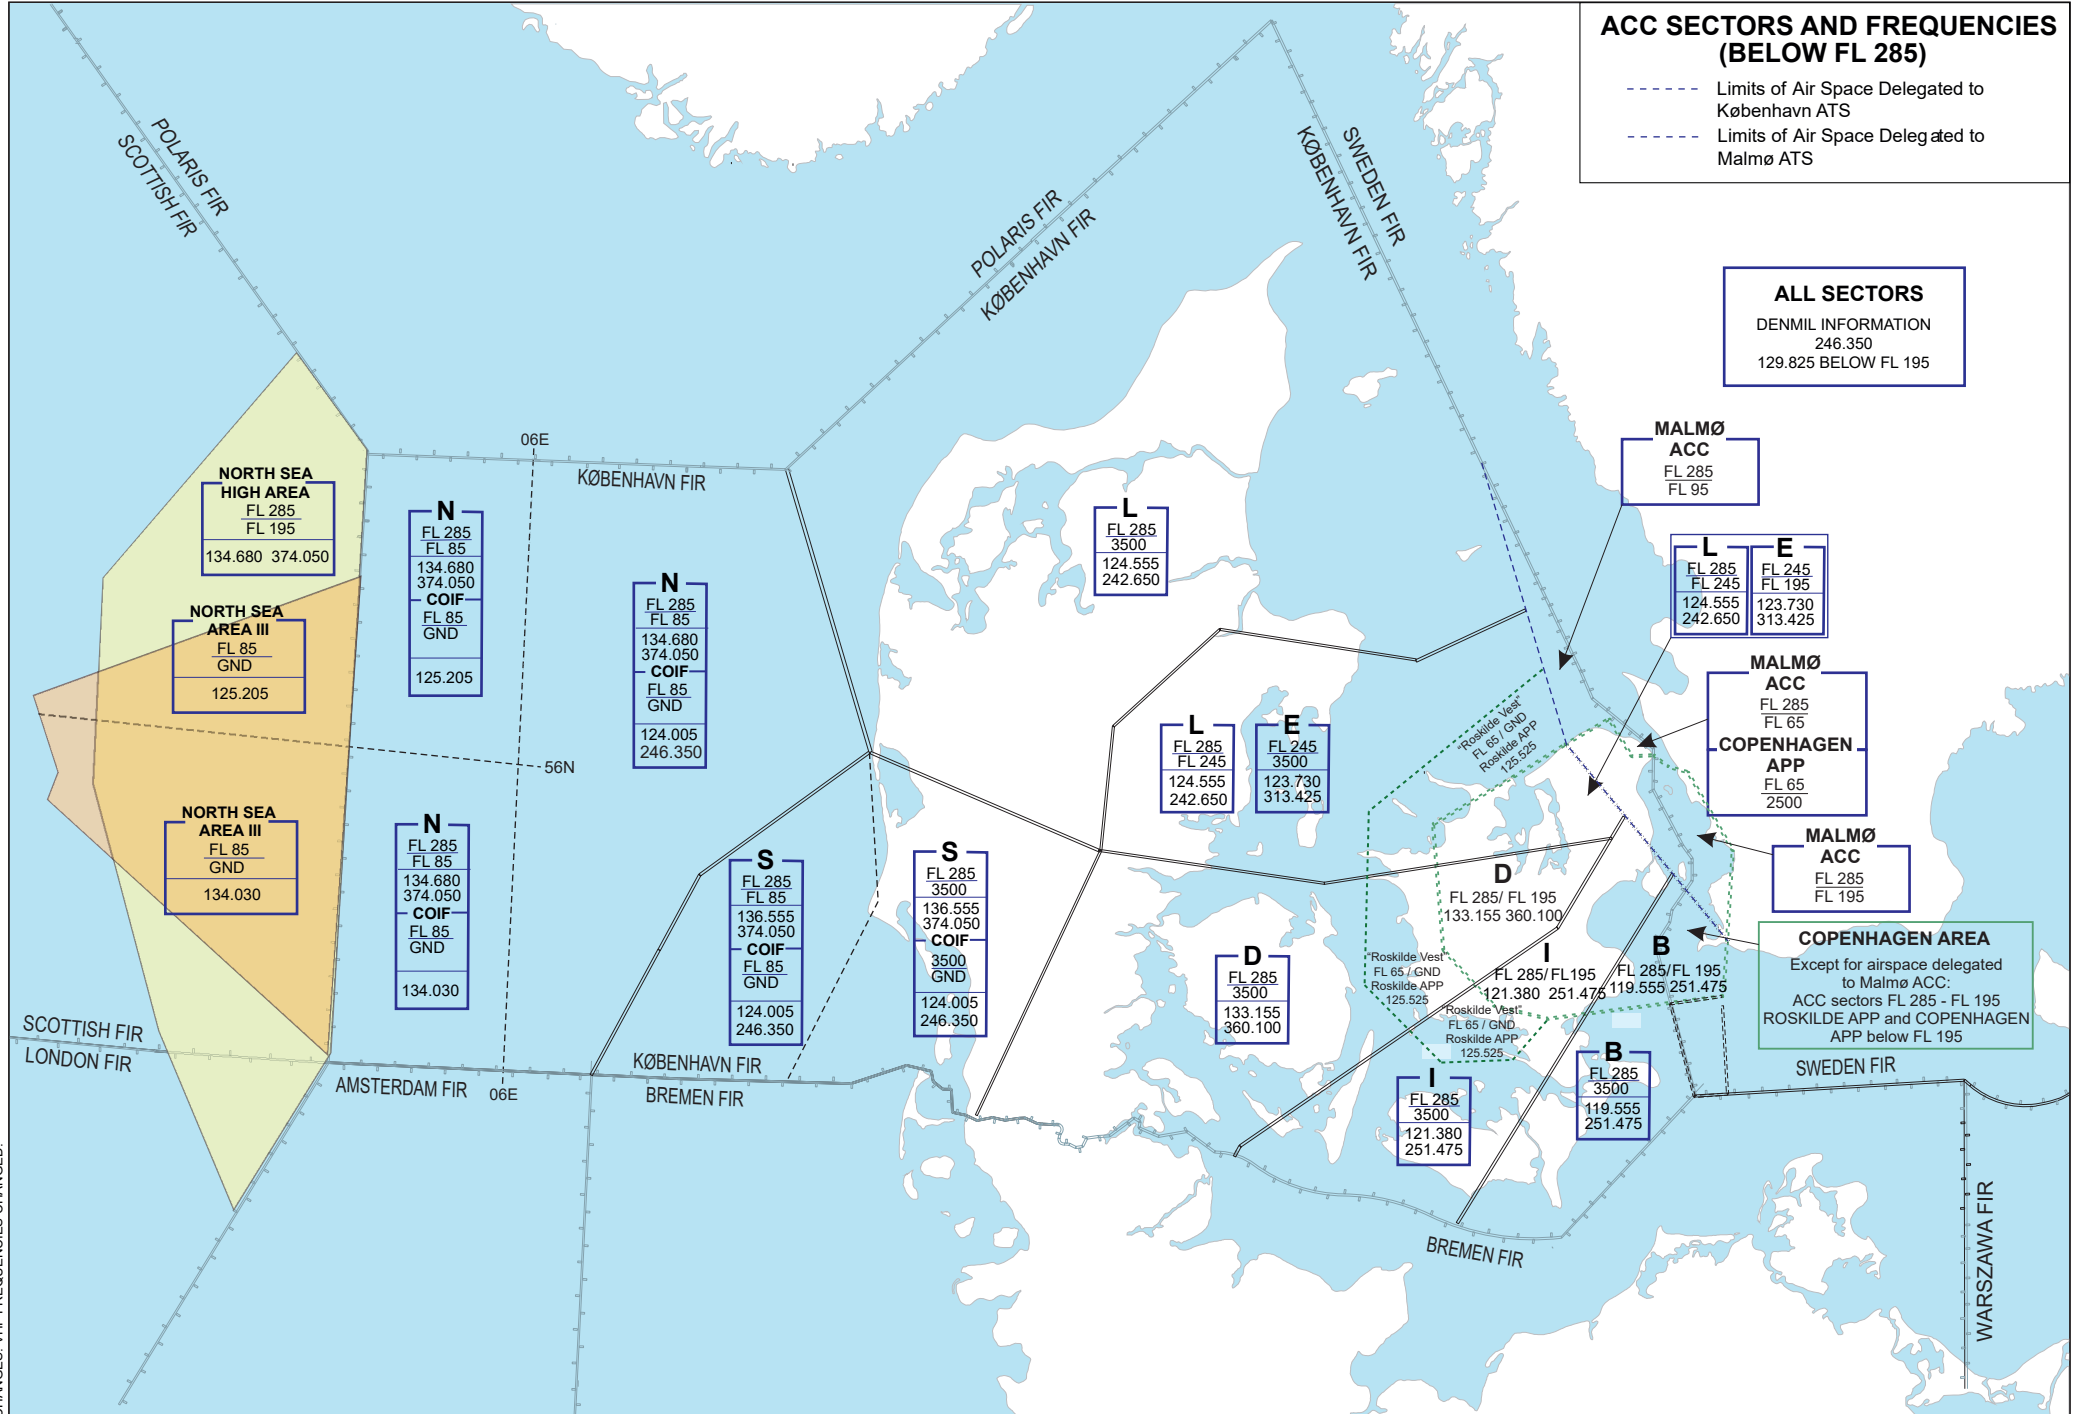 ACC SECTORS AND FREQUENCIES
(BELOW FL 285)
Limits of Air Space Delegated to
København ATS
Limits of Air Space Delegated to
Malmø ATS
POLARIS FIR
SCOTTISH FIR
POLARIS FIR
KØBENHAVN FIR
SWEDEN FIR
KØBENHAVN FIR
ALL SECTORS
DENMIL INFORMATION
246.350
129.825 BELOW FL 195
06E
KØBENHAVN FIR
NORTH SEA
HIGH AREA
FL 285
FL 195
134.680 374.050
NORTH SEA
AREA III
FL 85
GND
125.205
NORTH SEA
AREA III
FL 85
GND
134.030
N
FL 285
FL 85
134.680
374.050
COIF
FL 85
GND
125.205
N
FL 285
FL 85
134.680
374.050
COIF
FL 85
GND
124.005
246.350
56N
N
FL 285
FL 85
134.680
374.050
COIF
FL 85
GND
134.030
S
FL 285
FL 85
136.555
374.050
COIF
FL 85
GND
124.005
246.350
S
FL 285
3500
136.555
374.050
COIF
3500
GND
124.005
246.350
L
FL 285
3500
124.555
242.650
L
FL 285
FL 245
124.555
242.650
E
FL 245
3500
123.730
313.425
MALMØ
ACC
FL 285
FL 95
L
FL 285
FL 245
124.555
242.650
E
FL 245
FL 195
123.730
313.425
MALMØ
ACC
FL 285
FL 65
COPENHAGEN
APP
FL 65
2500
MALMØ
ACC
FL 285
FL 195
COPENHAGEN AREA
Except for airspace delegated
to Malmø ACC:
ACC sectors FL 285 - FL 195
ROSKILDE APP and COPENHAGEN
APP below FL 195
"Roskilde Vest"
FL 65 / GND
Roskilde APP
125.525
D
FL 285/ FL 195
133.155 360.100
"Roskilde Vest"
FL 65 / GND
Roskilde APP
125.525
I
FL 285/ FL195
121.380 251.475
B
FL 285/FL 195
119.555 251.475
"Roskilde Vest"
FL 65 / GND
Roskilde APP
125.525
D
FL 285
3500
133.155
360.100
I
FL 285
3500
121.380
251.475
B
FL 285
3500
119.555
251.475
SCOTTISH FIR
LONDON FIR
AMSTERDAM FIR
06E
KØBENHAVN FIR
BREMEN FIR
SWEDEN FIR
BREMEN FIR
WARSZAWA FIR